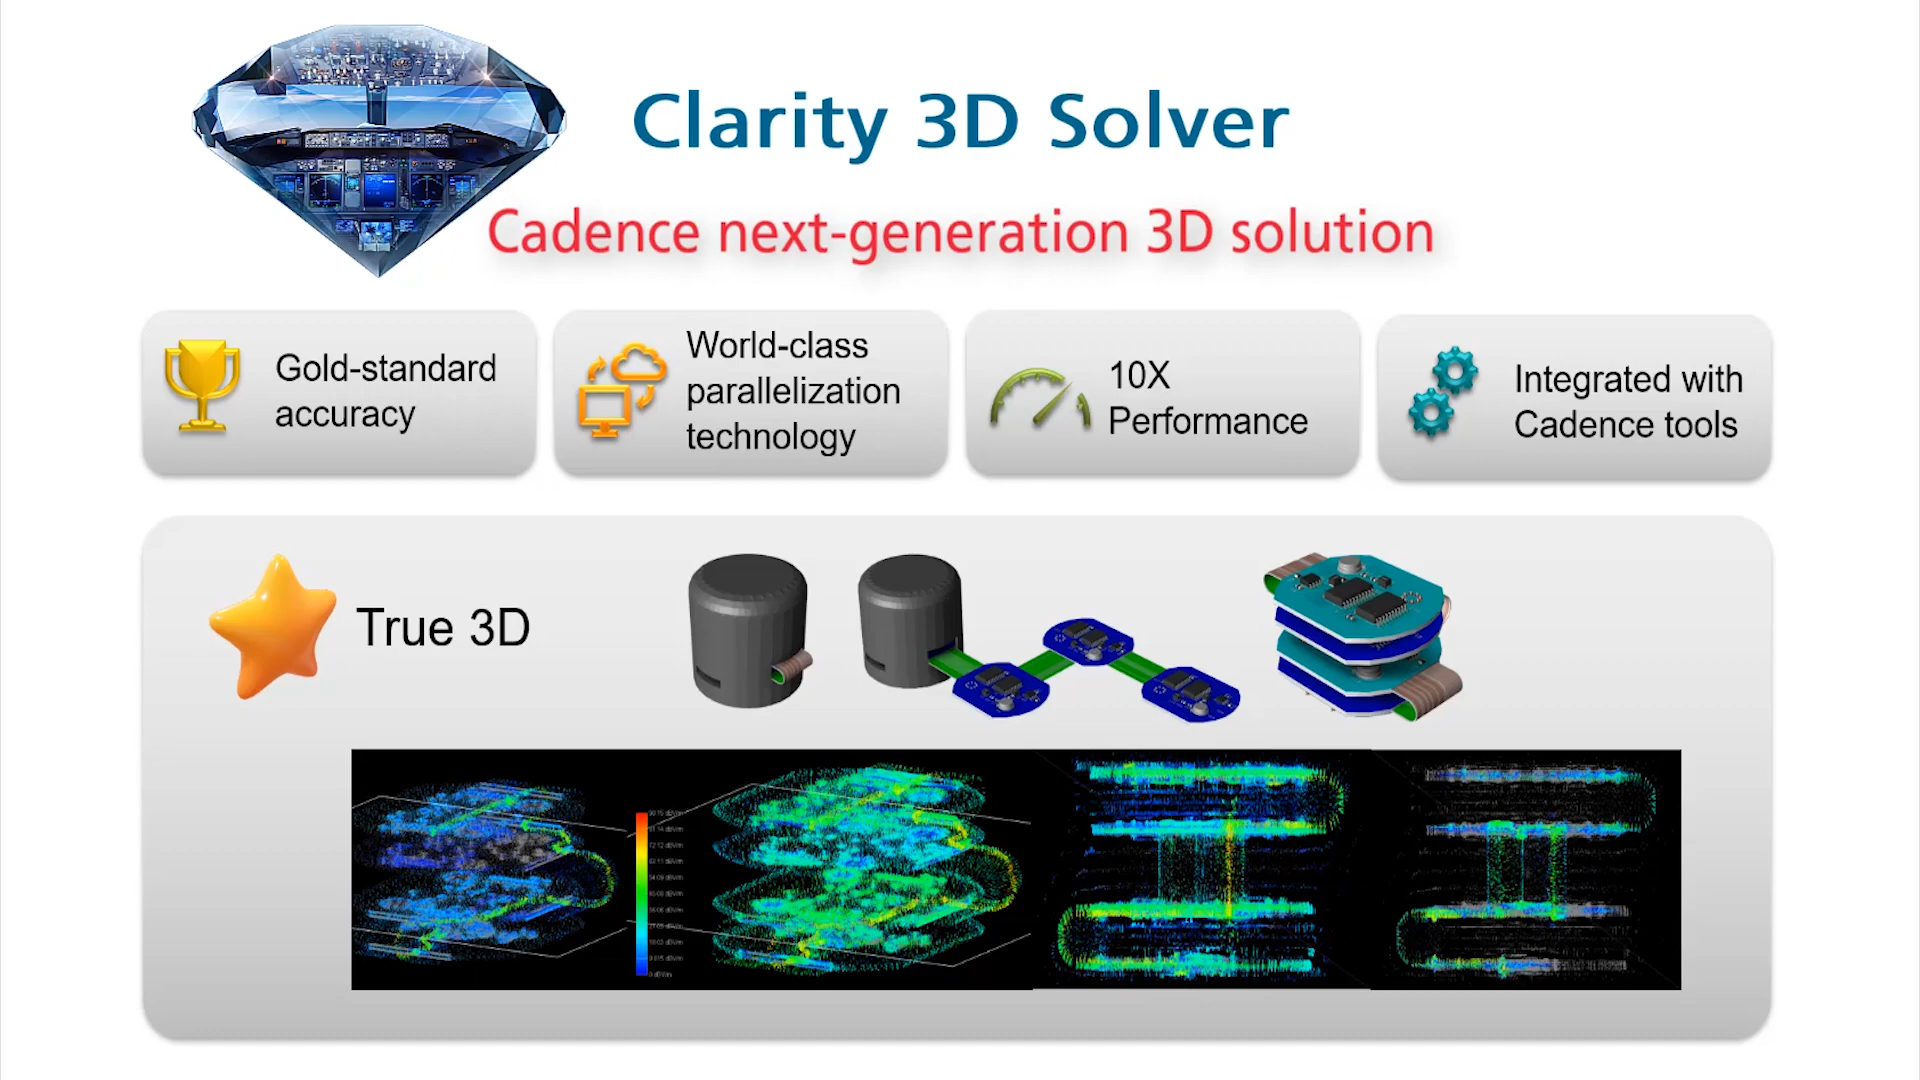 Clarity 3D Solver
Cadence next-generation 3D solution
Gold-standard
accuracy
World-class
parallelization
technology
10X
Performance
Integrated with
Cadence tools
True 3D